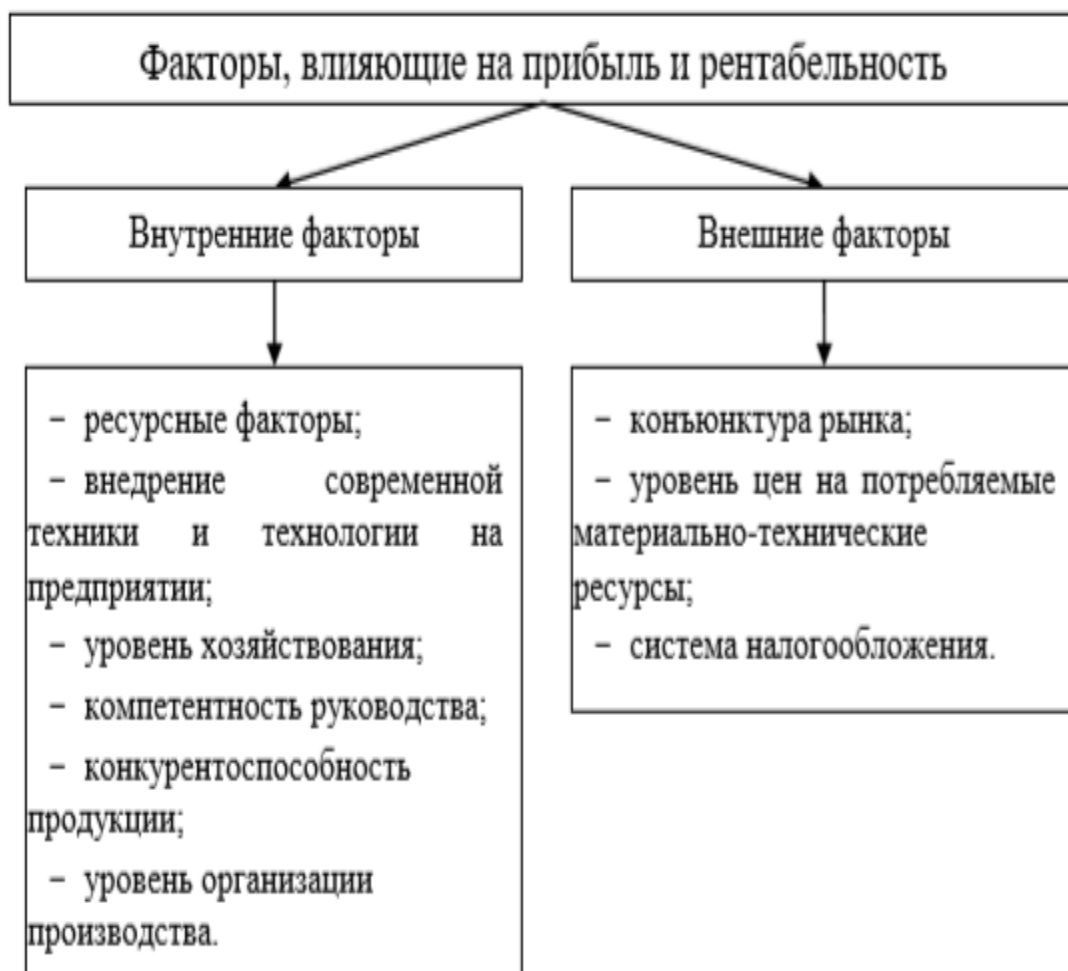 Факторы, влияющие на прибыль и рентабельность
Внутренние факторы
– ресурсные факторы;
– внедрение современной
техники и технологии на
предприятии;
– уровень хозяйствования;
– компетентность руководства;
– конкурентоспособность
продукции;
– уровень организации
производства.
Внешние факторы
– конъюнктура рынка;
– уровень цен на потребляемые
материально-технические
ресурсы;
– система налогообложения.